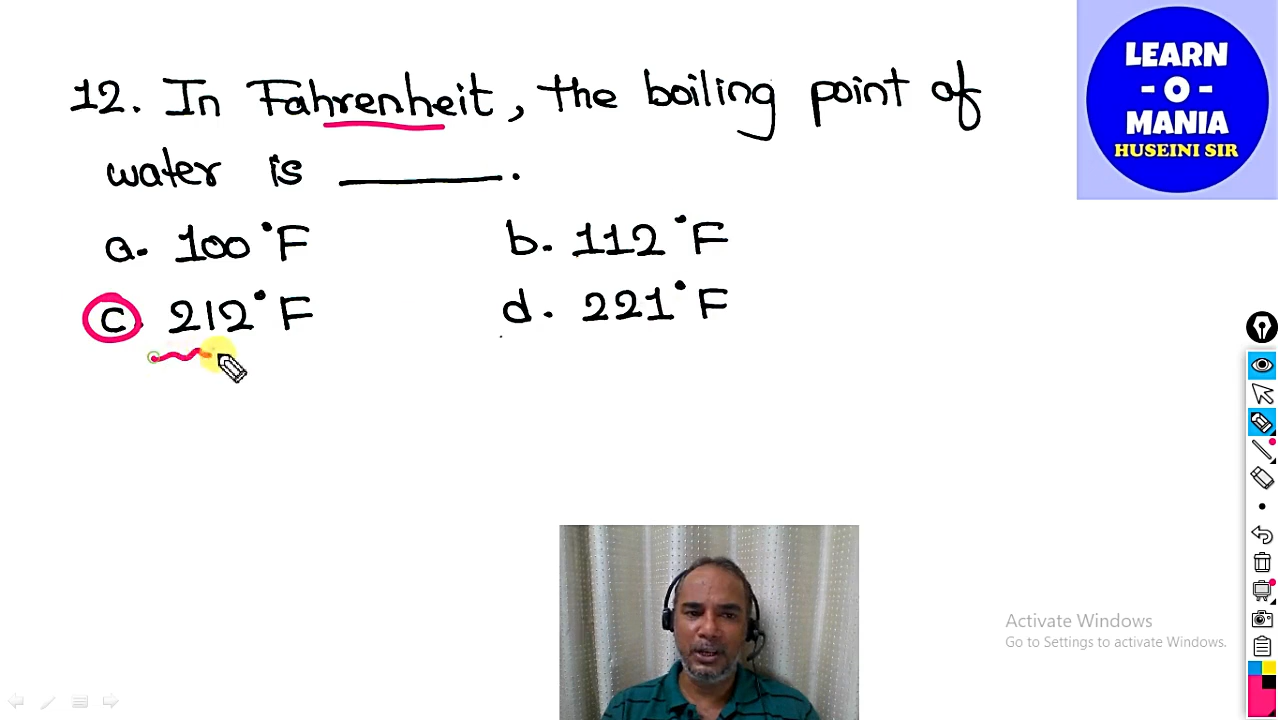 12. In Fahrenheit, the boiling point of
water is ______.
a. 100°F b. 112°F
c. 212°F d. 221°F
LEARN
- O -
MANIA
HUSEINI SIR
Activate Windows
Go to Settings to activate Windows.